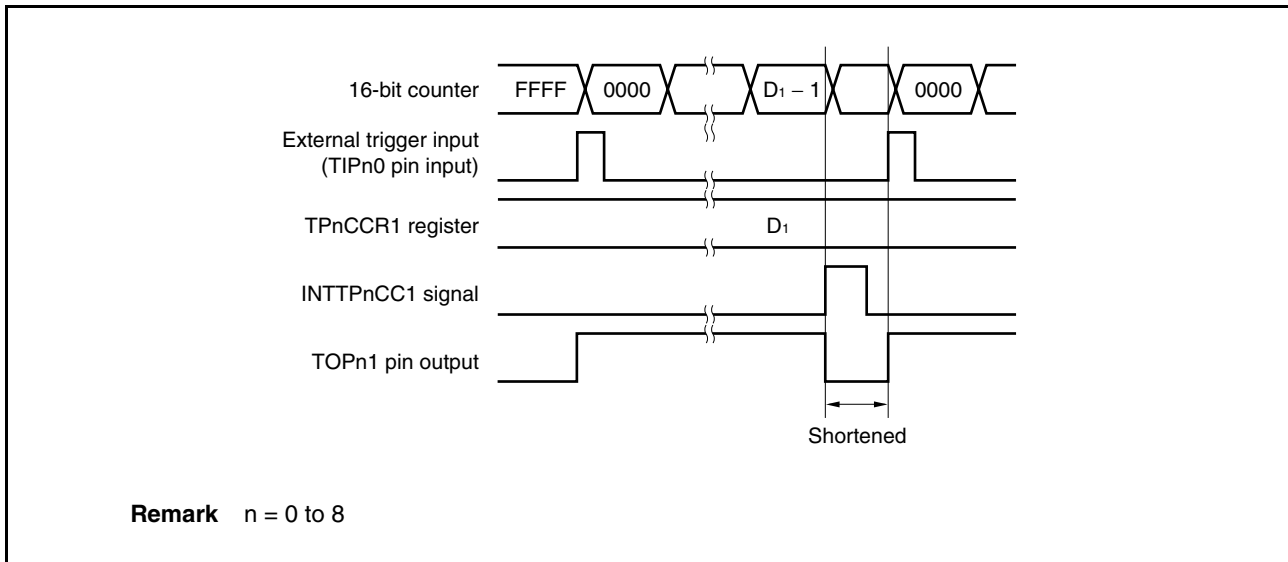 16-bit counter FFFF 0000 D₁ − 1 0000
External trigger input
(TIPn0 pin input)
TPnCCR1 register D₁
INTTPnCC1 signal
TOPn1 pin output
Shortened
Remark n = 0 to 8